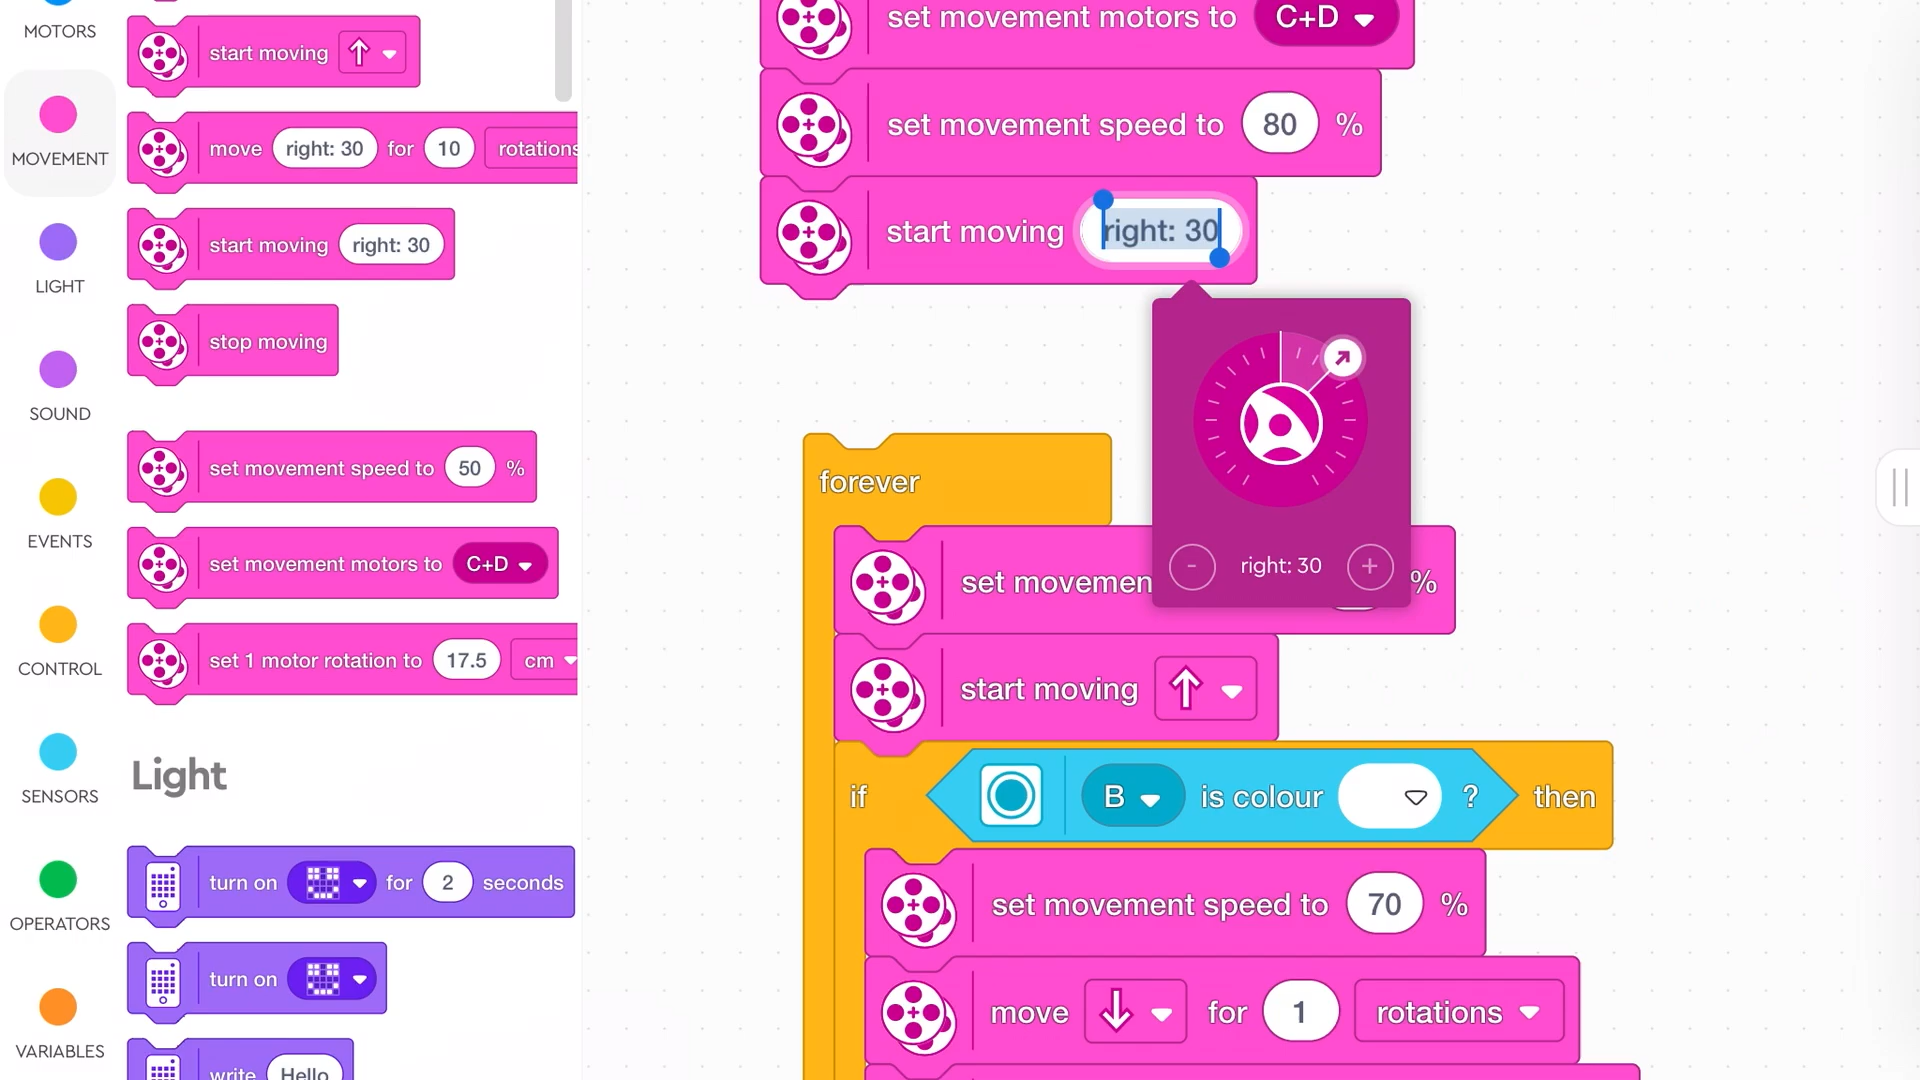 MOTORS
MOVEMENT
LIGHT
SOUND
EVENTS
CONTROL
SENSORS
OPERATORS
VARIABLES
start moving
move right: 30 for 10 rotations
start moving right: 30
stop moving
set movement speed to 50 %
set movement motors to C+D
set 1 motor rotation to 17.5 cm
Light
turn on for 2 seconds
turn on
write Hello
set movement motors to C+D
set movement speed to 80 %
start moving right: 30
- right: 30 +
forever
set movemen %
start moving
if B is colour ? then
set movement speed to 70 %
move for 1 rotations